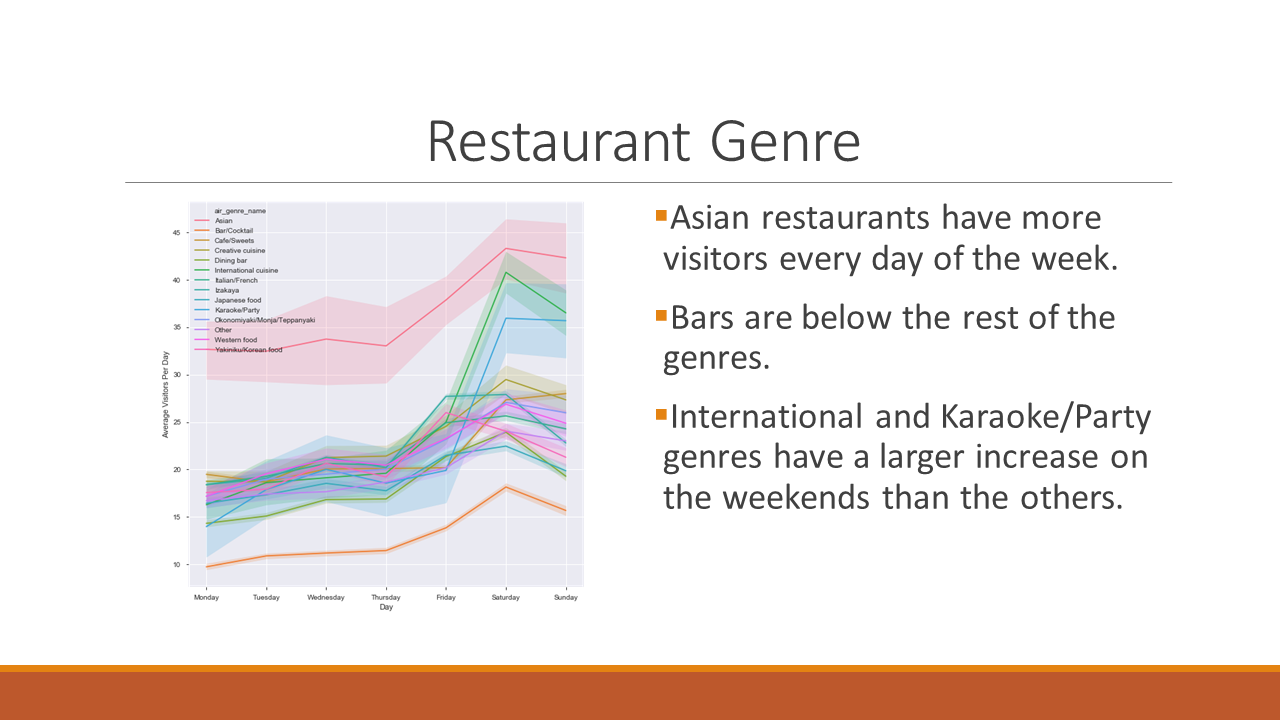 Restaurant Genre
air_genre_name
Asian
Bar/Cocktail
Cafe/Sweets
Creative cuisine
Dining bar
International cuisine
Italian/French
Izakaya
Japanese food
Karaoke/Party
Okonomiyaki/Monja/Teppanyaki
Other
Western food
Yakiniku/Korean food
45
40
35
30
25
20
15
10
Average Visitors Per Day
Monday Tuesday Wednesday Thursday Friday Saturday Sunday
Day
▪Asian restaurants have more
visitors every day of the week.
▪Bars are below the rest of the
genres.
▪International and Karaoke/Party
genres have a larger increase on
the weekends than the others.